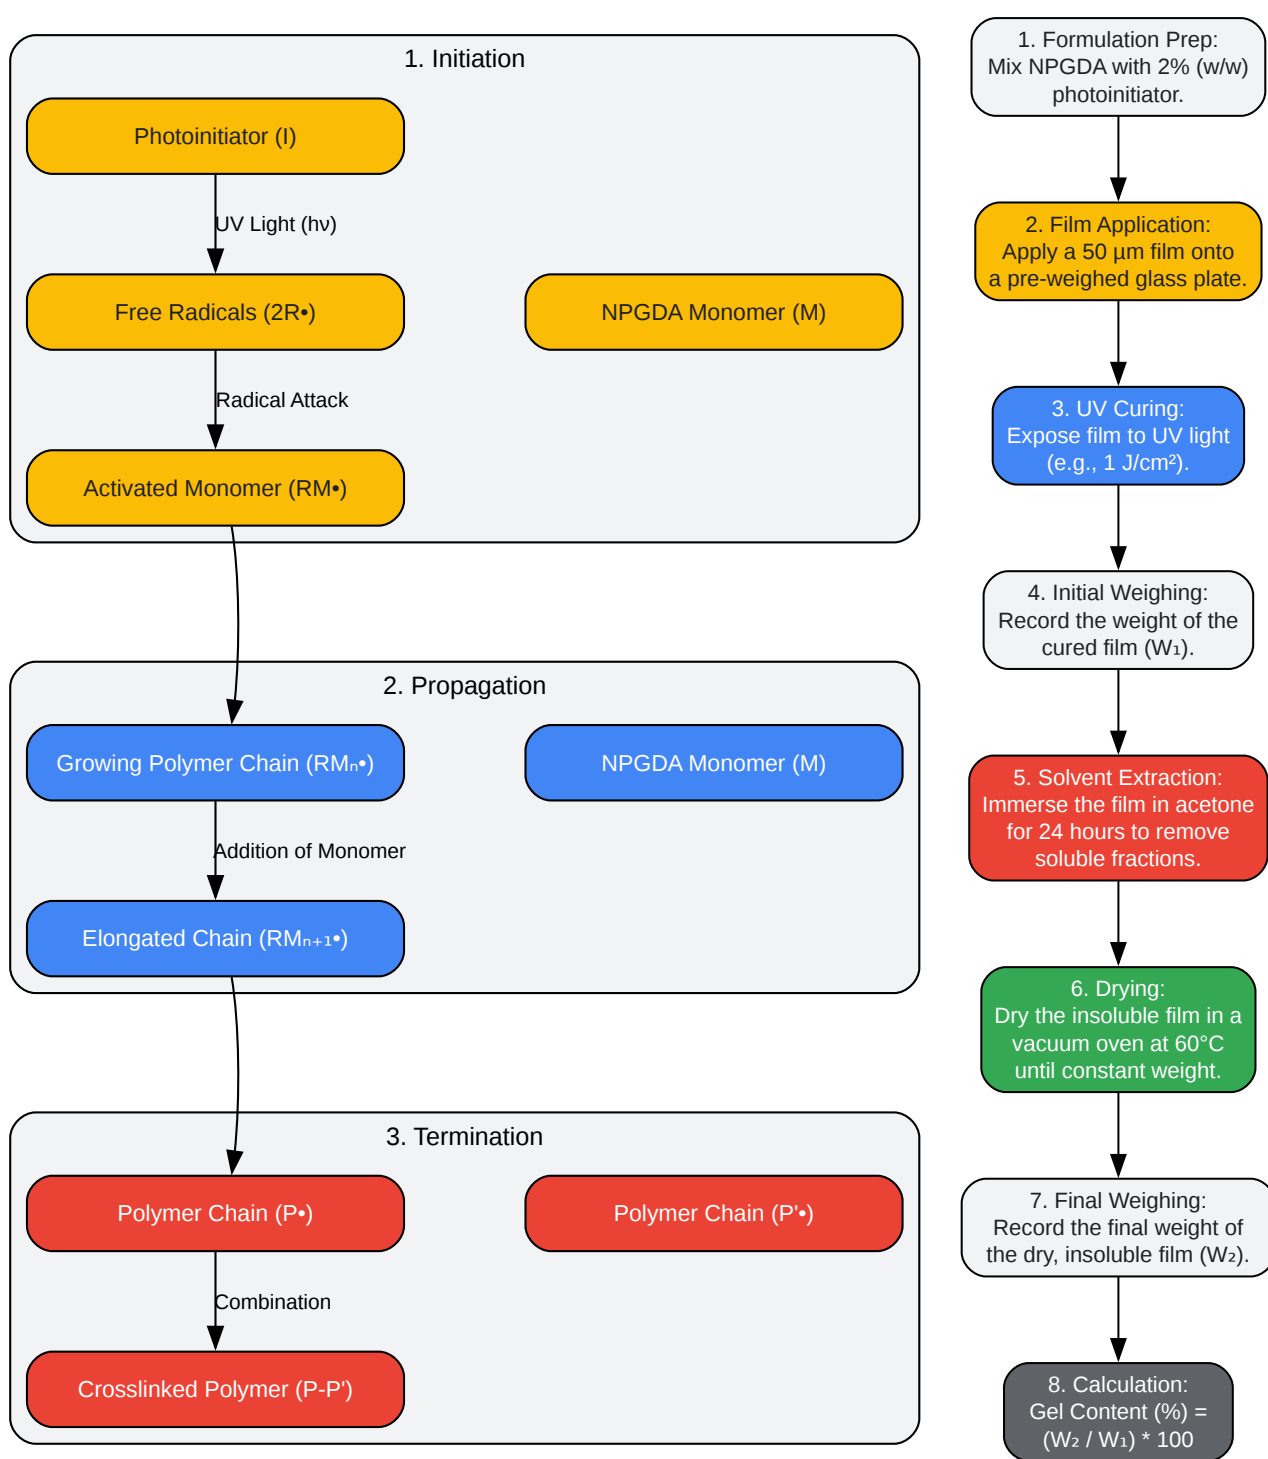 1. Initiation
Photoinitiator (I)
UV Light (hν)
Free Radicals (2R•)
NPGDA Monomer (M)
Radical Attack
Activated Monomer (RM•)
2. Propagation
Growing Polymer Chain (RMₙ•)
NPGDA Monomer (M)
Addition of Monomer
Elongated Chain (RMₙ₊₁•)
3. Termination
Polymer Chain (P•)
Polymer Chain (P'•)
Combination
Crosslinked Polymer (P-P')
1. Formulation Prep:
Mix NPGDA with 2% (w/w)
photoinitiator.
2. Film Application:
Apply a 50 µm film onto
a pre-weighed glass plate.
3. UV Curing:
Expose film to UV light
(e.g., 1 J/cm²).
4. Initial Weighing:
Record the weight of the
cured film (W₁).
5. Solvent Extraction:
Immerse the film in acetone
for 24 hours to remove
soluble fractions.
6. Drying:
Dry the insoluble film in a
vacuum oven at 60°C
until constant weight.
7. Final Weighing:
Record the final weight of
the dry, insoluble film (W₂).
8. Calculation:
Gel Content (%) =
(W₂ / W₁) * 100